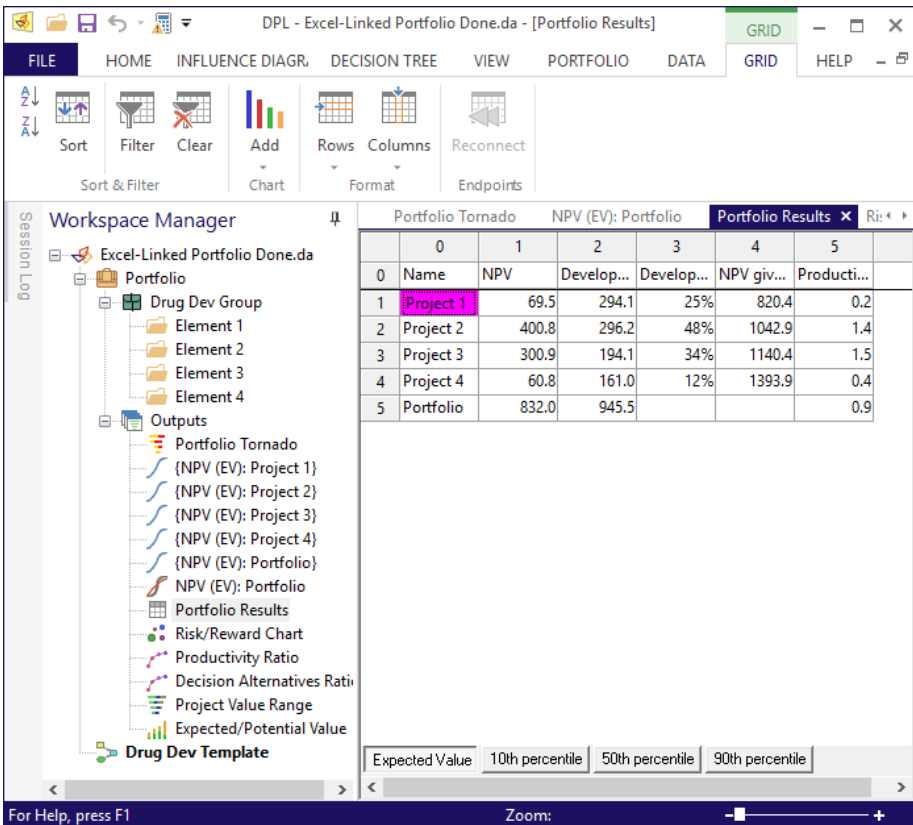 DPL - Excel-Linked Portfolio Done.da - [Portfolio Results]
GRID
FILE HOME INFLUENCE DIAGR. DECISION TREE VIEW PORTFOLIO DATA GRID HELP
A Z
Z A
Sort Filter Clear Add Rows Columns Reconnect
Sort & Filter Chart Format Endpoints
Session Log
Workspace Manager
Excel-Linked Portfolio Done.da
Portfolio
Drug Dev Group
Element 1
Element 2
Element 3
Element 4
Outputs
Portfolio Tornado
{NPV (EV): Project 1}
{NPV (EV): Project 2}
{NPV (EV): Project 3}
{NPV (EV): Project 4}
{NPV (EV): Portfolio}
NPV (EV): Portfolio
Portfolio Results
Risk/Reward Chart
Productivity Ratio
Decision Alternatives Rati
Project Value Range
Expected/Potential Value
Drug Dev Template
Portfolio Tornado NPV (EV): Portfolio Portfolio Results Ri
0 1 2 3 4 5
0 Name NPV Develop... Develop... NPV giv... Producti...
1 Project 1 69.5 294.1 25% 820.4 0.2
2 Project 2 400.8 296.2 48% 1042.9 1.4
3 Project 3 300.9 194.1 34% 1140.4 1.5
4 Project 4 60.8 161.0 12% 1393.9 0.4
5 Portfolio 832.0 945.5 0.9
Expected Value 10th percentile 50th percentile 90th percentile
For Help, press F1 Zoom: